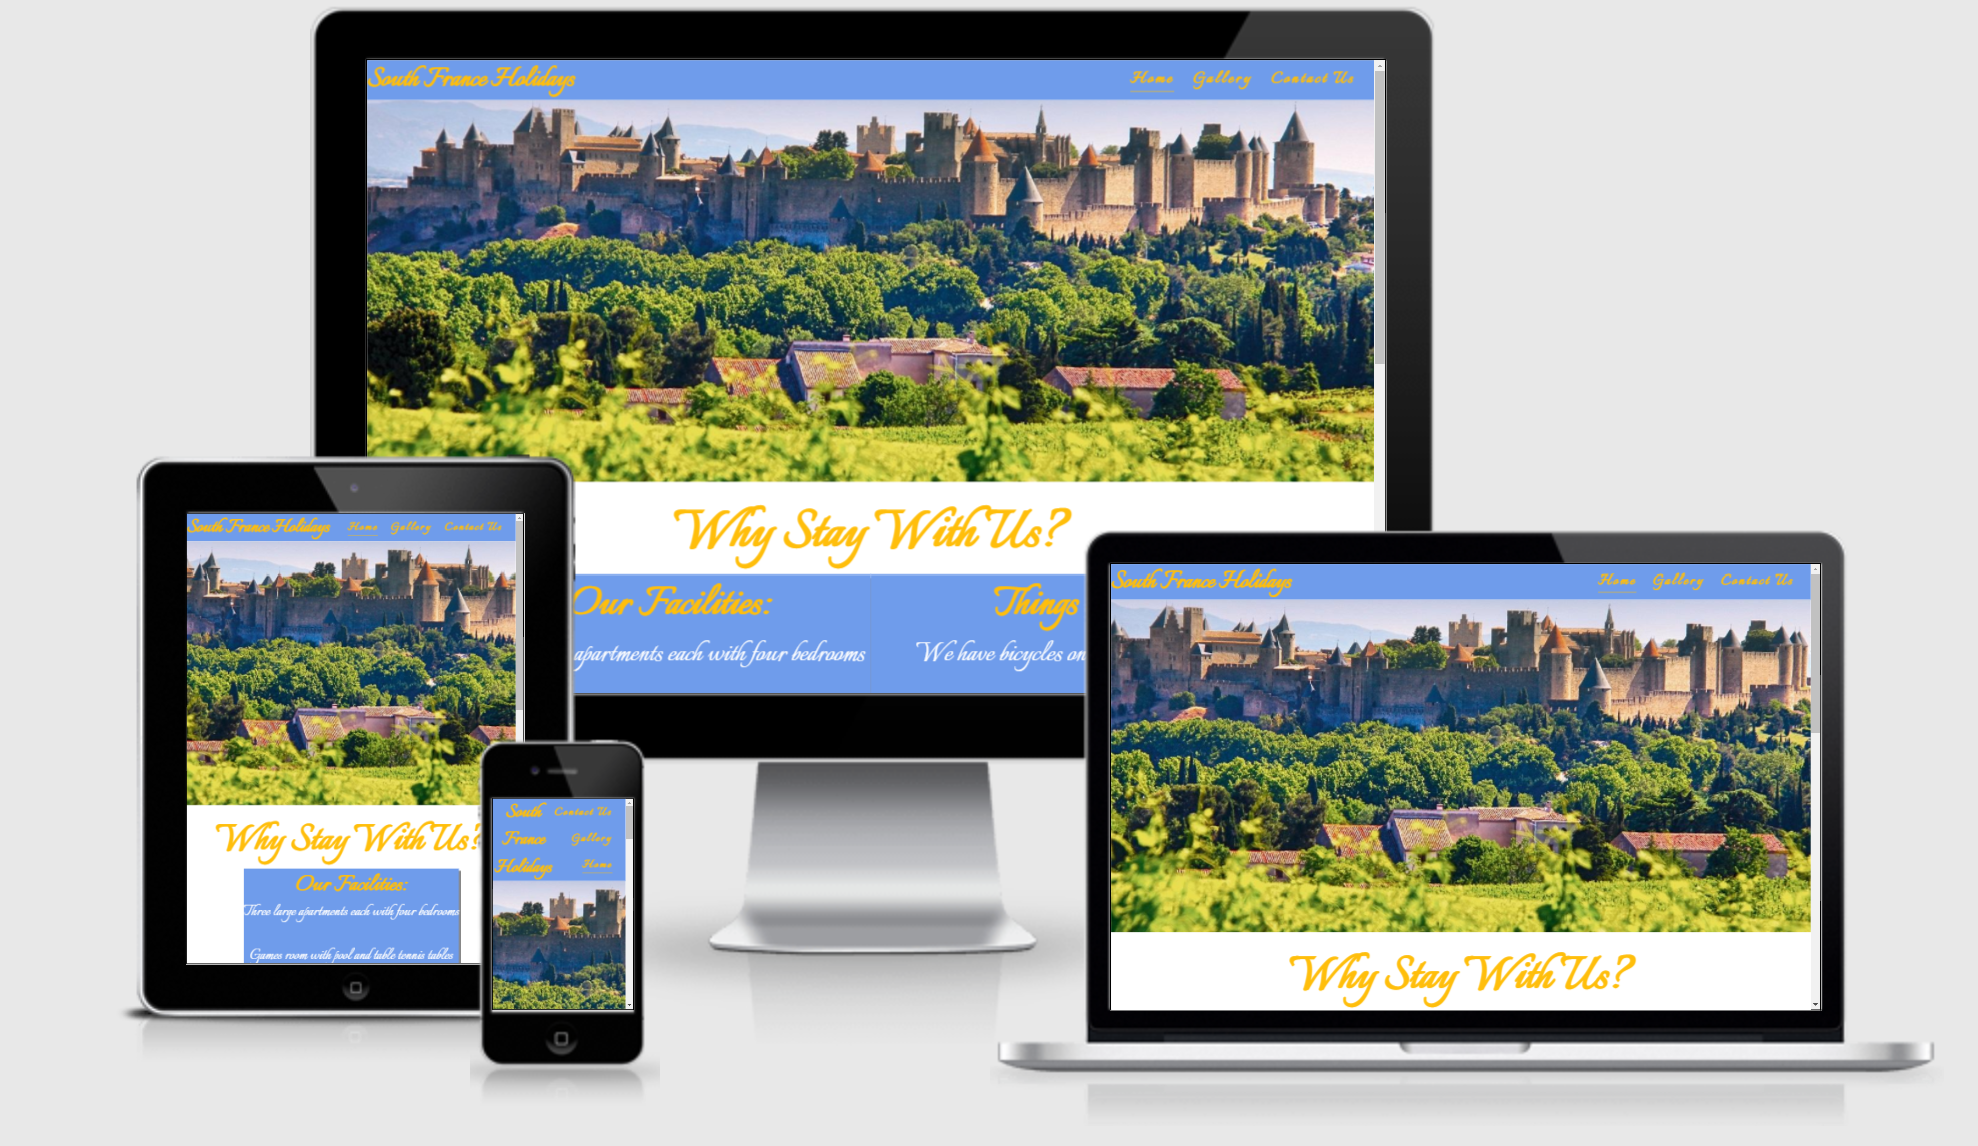 South France Holidays Home Gallery Contact Us
Why Stay With Us?
Our Facilities: Things
apartments each with four bedrooms We have bicycles on
South France Holidays Home Gallery Contact Us
Why Stay With Us?
Our Facilities:
Three large apartments each with four bedrooms
Games room with pool and table tennis tables
South Contact Us
France Gallery
Holidays Home
South France Holidays Home Gallery Contact Us
Why Stay With Us?